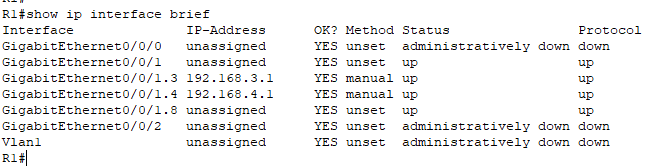 R1#show ip interface brief
Interface IP-Address OK? Method Status Protocol
GigabitEthernet0/0/0 unassigned YES unset administratively down down
GigabitEthernet0/0/1 unassigned YES unset up up
GigabitEthernet0/0/1.3 192.168.3.1 YES manual up up
GigabitEthernet0/0/1.4 192.168.4.1 YES manual up up
GigabitEthernet0/0/1.8 unassigned YES unset up up
GigabitEthernet0/0/2 unassigned YES unset administratively down down
Vlan1 unassigned YES unset administratively down down
R1#